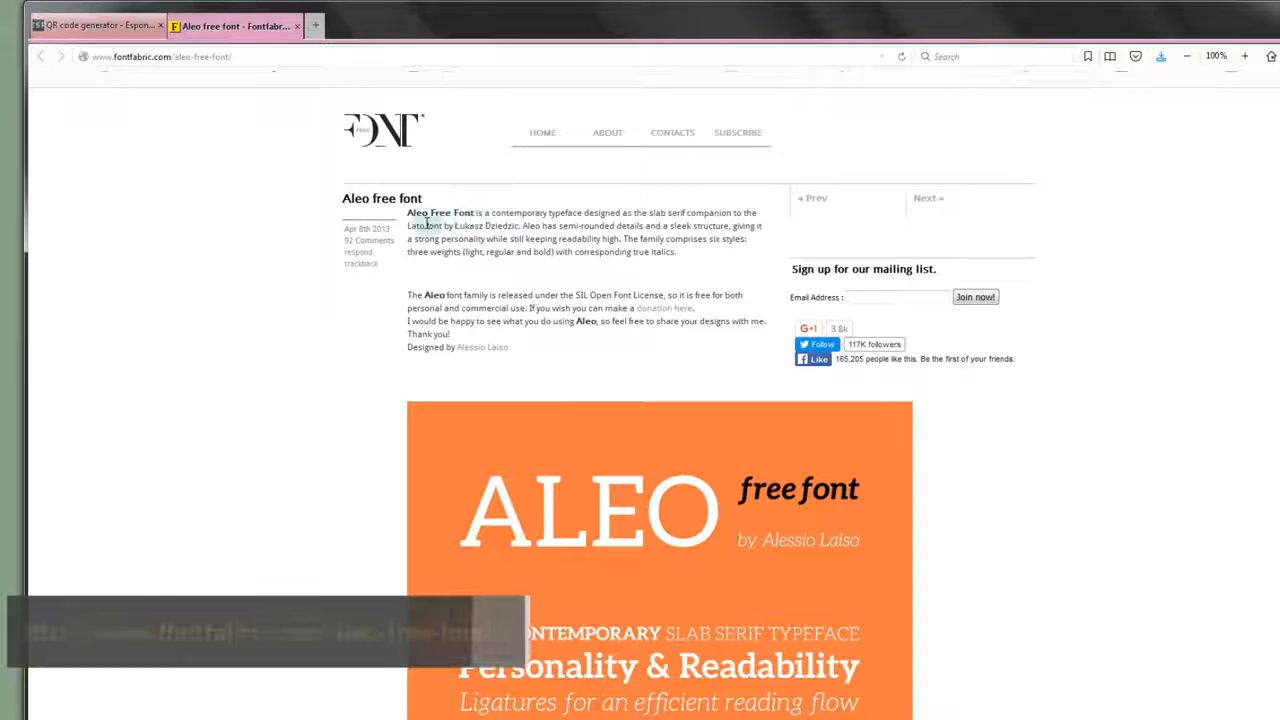 QR code generator - Espon...
Aleo free font - Fontfabr...
www.fontfabric.com/aleo-free-font/
Search
100%
FONT
HOME
ABOUT
CONTACTS
SUBSCRIBE
Aleo free font
Apr 8th 2013
92 Comments
respond
trackback
Aleo Free Font is a contemporary typeface designed as the slab serif companion to the
Lato font by Łukasz Dziedzic. Aleo has semi-rounded details and a sleek structure, giving it
a strong personality while still keeping readability high. The family comprises six styles:
three weights (light, regular and bold) with corresponding true italics.
The Aleo font family is released under the SIL Open Font License, so it is free for both
personal and commercial use. If you wish you can make a donation here.
I would be happy to see what you do using Aleo, so feel free to share your designs with me.
Thank you!
Designed by Alessio Laiso
« Prev
Next »
Sign up for our mailing list.
Email Address :
Join now!
G+1
3.8k
Follow
117K followers
Like
165,205 people like this. Be the first of your friends.
ALEO
free font
by Alessio Laiso
ONTEMPORARY SLAB SERIF TYPEFACE
Personality & Readability
Ligatures for an efficient reading flow